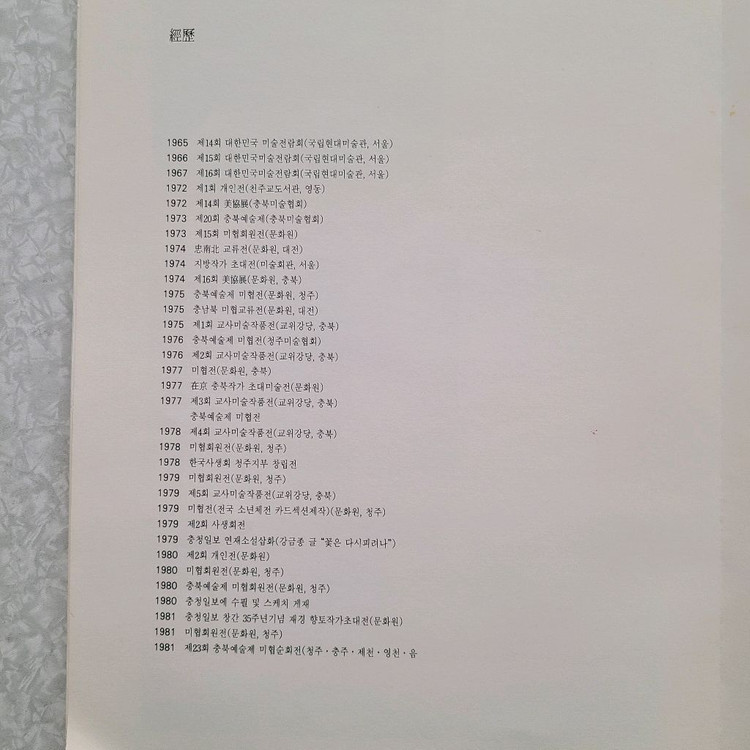 經歷
1965 제14회 대한민국 미술전람회(국립현대미술관, 서울)
1966 제15회 대한민국미술전람회(국립현대미술관, 서울)
1967 제16회 대한민국미술전람회(국립현대미술관, 서울)
1972 제1회 개인전(천주교도서관, 영동)
1972 제14회 美協展(충북미술협회)
1973 제20회 충북예술제(충북미술협회)
1973 제15회 미협회원전(문화원)
1974 忠南北 교류전(문화원, 대전)
1974 지방작가 초대전(미술회관, 서울)
1974 제16회 美協展(문화원, 충북)
1975 충북예술제 미협전(문화원, 청주)
1975 충남북 미협교류전(문화원, 대전)
1975 제1회 교사미술작품전(교위강당, 충북)
1976 충북예술제 미협전(청주미술협회)
1976 제2회 교사미술작품전(교위강당, 충북)
1977 미협전(문화원, 충북)
1977 在京 충북작가 초대미술전(문화원)
1977 제3회 교사미술작품전(교위강당, 충북)
충북예술제 미협전
1978 제4회 교사미술작품전(교위강당, 충북)
1978 미협회원전(문화원, 청주)
1978 한국사생회 청주지부 창립전
1979 미협회원전(문화원, 청주)
1979 제5회 교사미술작품전(교위강당, 충북)
1979 미협전(전국 소년체전 카드섹션제작)(문화원, 청주)
1979 제2회 사생회전
1979 충청일보 연재소설삽화(강금종 글 "꽃은 다시피려나")
1980 제2회 개인전(문화원)
1980 미협회원전(문화원, 청주)
1980 충북예술제 미협회원전(문화원, 청주)
1980 충청일보에 수필 및 스케치 게재
1981 충청일보 창간 35주년기념 재경 향토작가초대전(문화원)
1981 미협회원전(문화원, 청주)
1981 제23회 충북예술제 미협순회전(청주·충주·제천·영천·음